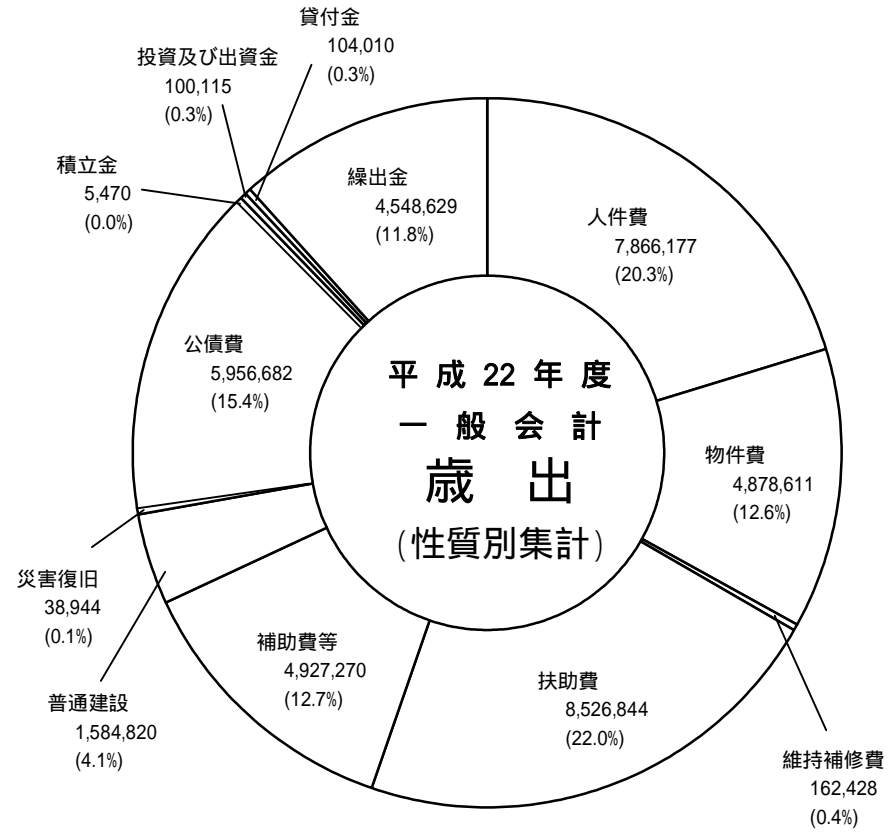 貸付金
104,010
(0.3%)
投資及び出資金
100,115
(0.3%)
積立金
5,470
(0.0%)
繰出金
4,548,629
(11.8%)
人件費
7,866,177
(20.3%)
公債費
5,956,682
(15.4%)
平成22年度
一般会計
歳出
(性質別集計)
物件費
4,878,611
(12.6%)
災害復旧
38,944
(0.1%)
補助費等
4,927,270
(12.7%)
扶助費
8,526,844
(22.0%)
普通建設
1,584,820
(4.1%)
維持補修費
162,428
(0.4%)